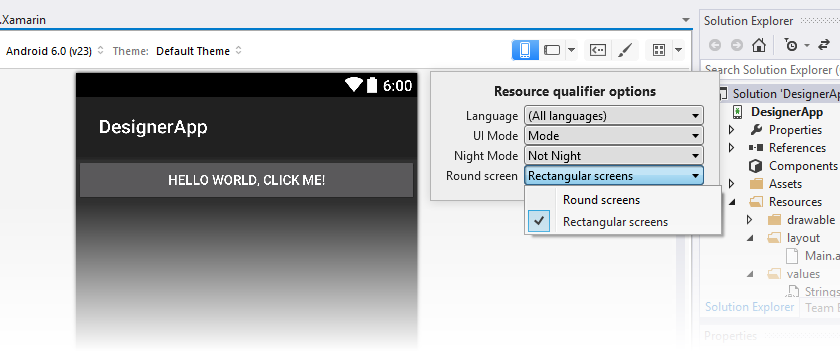 .Xamarin
Android 6.0 (v23) Theme: Default Theme
6:00
DesignerApp
HELLO WORLD, CLICK ME!
Resource qualifier options
Language (All languages)
UI Mode Mode
Night Mode Not Night
Round screen Rectangular screens
Round screens
Rectangular screens
Solution Explorer
Search Solution Explorer (
Solution 'DesignerAp
DesignerApp
Properties
References
Components
Assets
Resources
drawable
layout
Main.a
values
Strings
Solution Explorer Team E
Properties